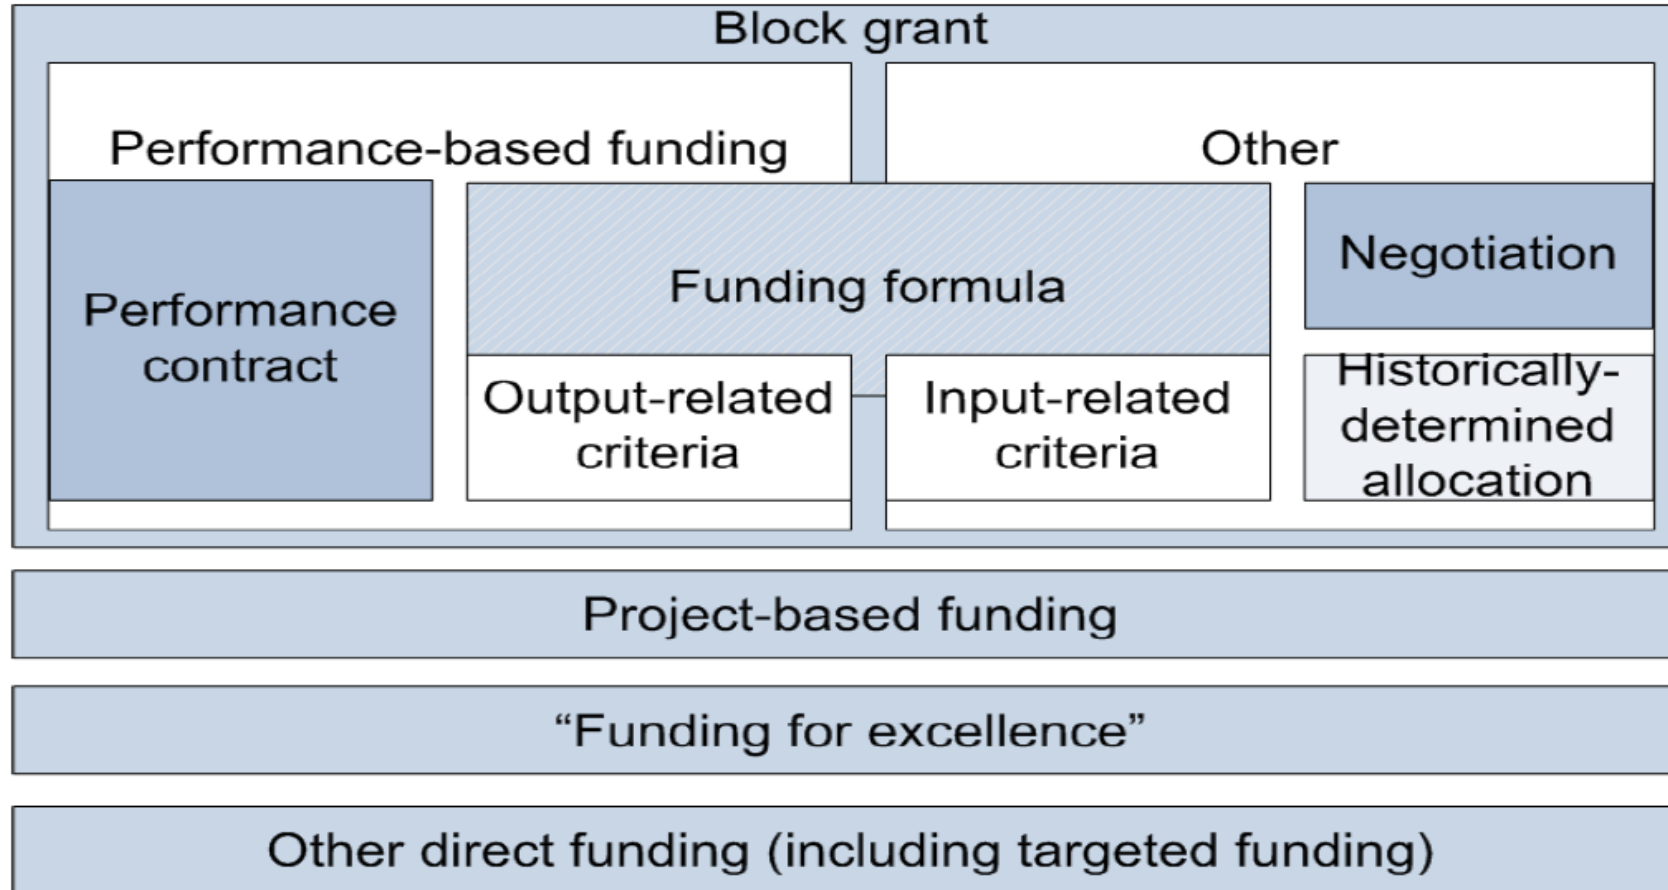 Block grant
Performance-based funding
Other
Performance
contract
Funding formula
Output-related
criteria
Input-related
criteria
Negotiation
Historically-
determined
allocation
Project-based funding
“Funding for excellence”
Other direct funding (including targeted funding)